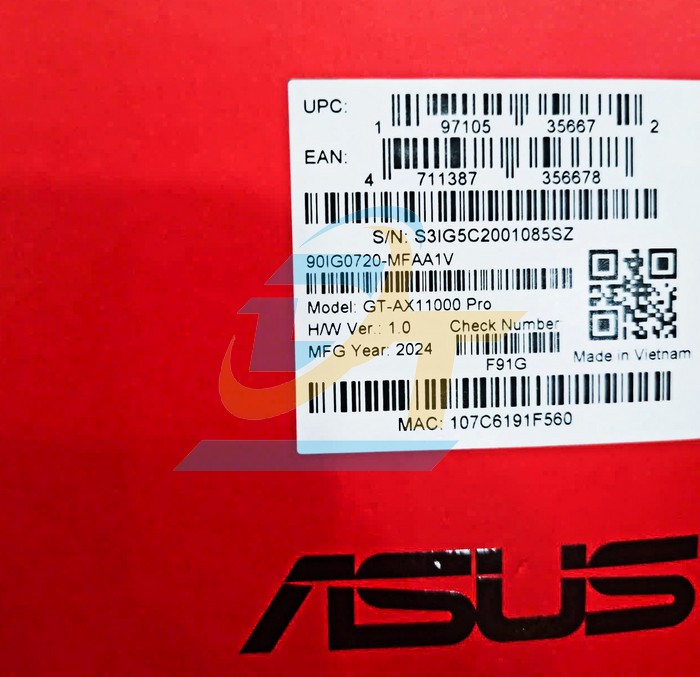 UPC:
1 97105 35667 2
EAN:
4 711387 356678
S/N: S3IG5C2001085SZ
90IG0720-MFAA1V
Model: GT-AX11000 Pro
H/W Ver.: 1.0 Check Number
MFG Year: 2024
F91G
Made in Vietnam
MAC: 107C6191F560
ASUS